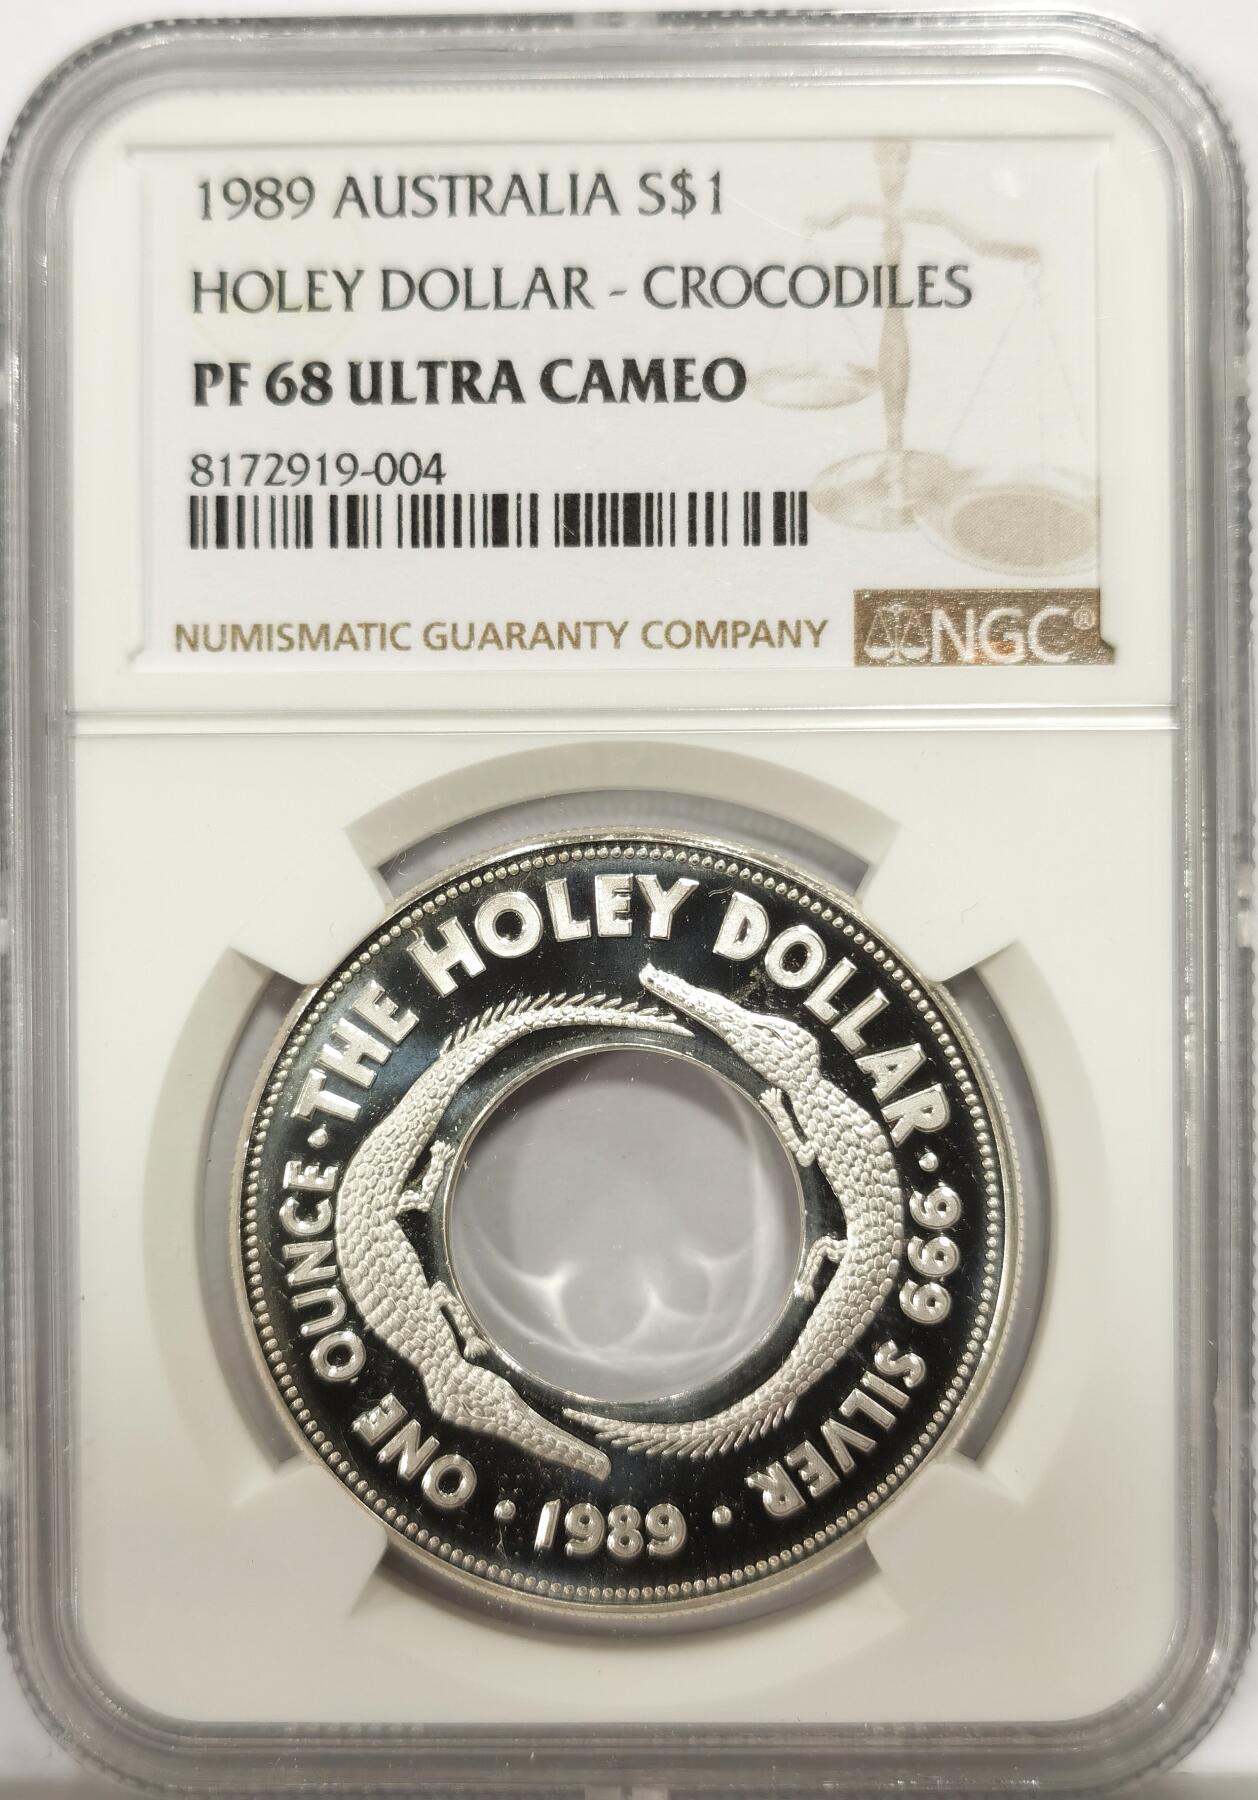 1989 AUSTRALIA S$1
HOLEY DOLLAR - CROCODILES
PF 68 ULTRA CAMEO
8172919-004
NUMISMATIC GUARANTY COMPANY
NGC®
· THE HOLEY DOLLAR · 999 SILVER · 1989 · ONE OUNCE